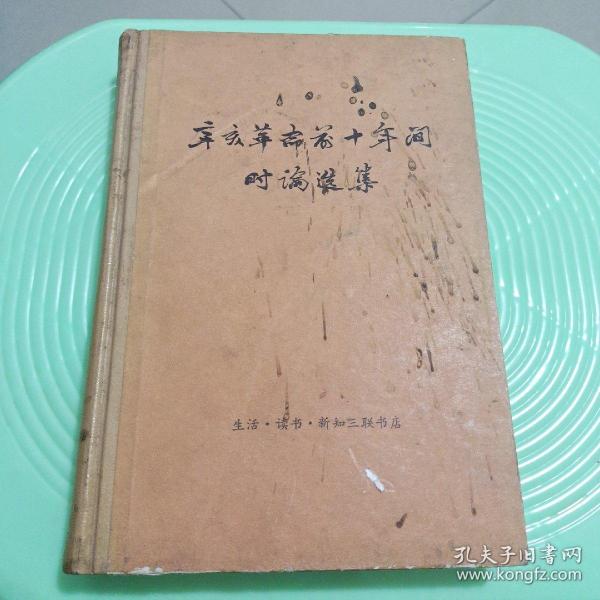 辛亥革命前十年间
时论选集
生活·读书·新知三联书店
孔夫子旧书网
www.kongfz.com